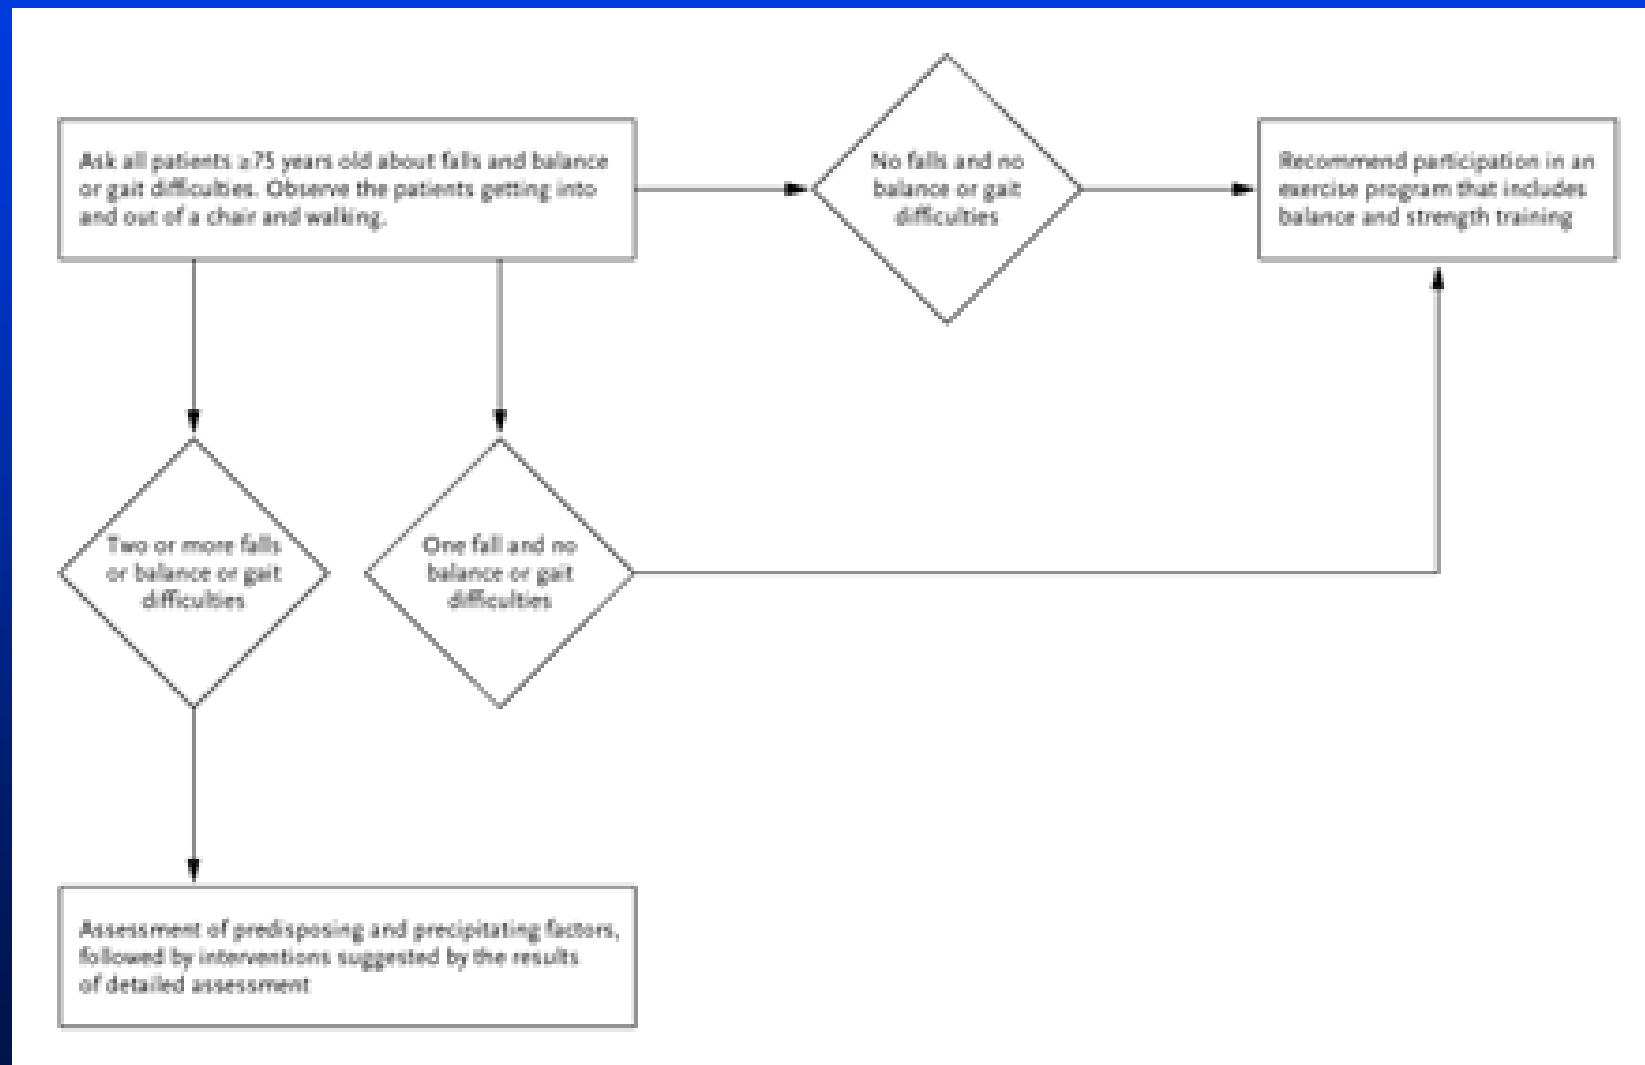 Ask all patients ≥75 years old about falls and balance
or gait difficulties. Observe the patients getting into
and out of a chair and walking.
No falls and no
balance or gait
difficulties
Recommend participation in an
exercise program that includes
balance and strength training
Two or more falls
or balance or gait
difficulties
One fall and no
balance or gait
difficulties
Assessment of predisposing and precipitating factors,
followed by interventions suggested by the results
of detailed assessment